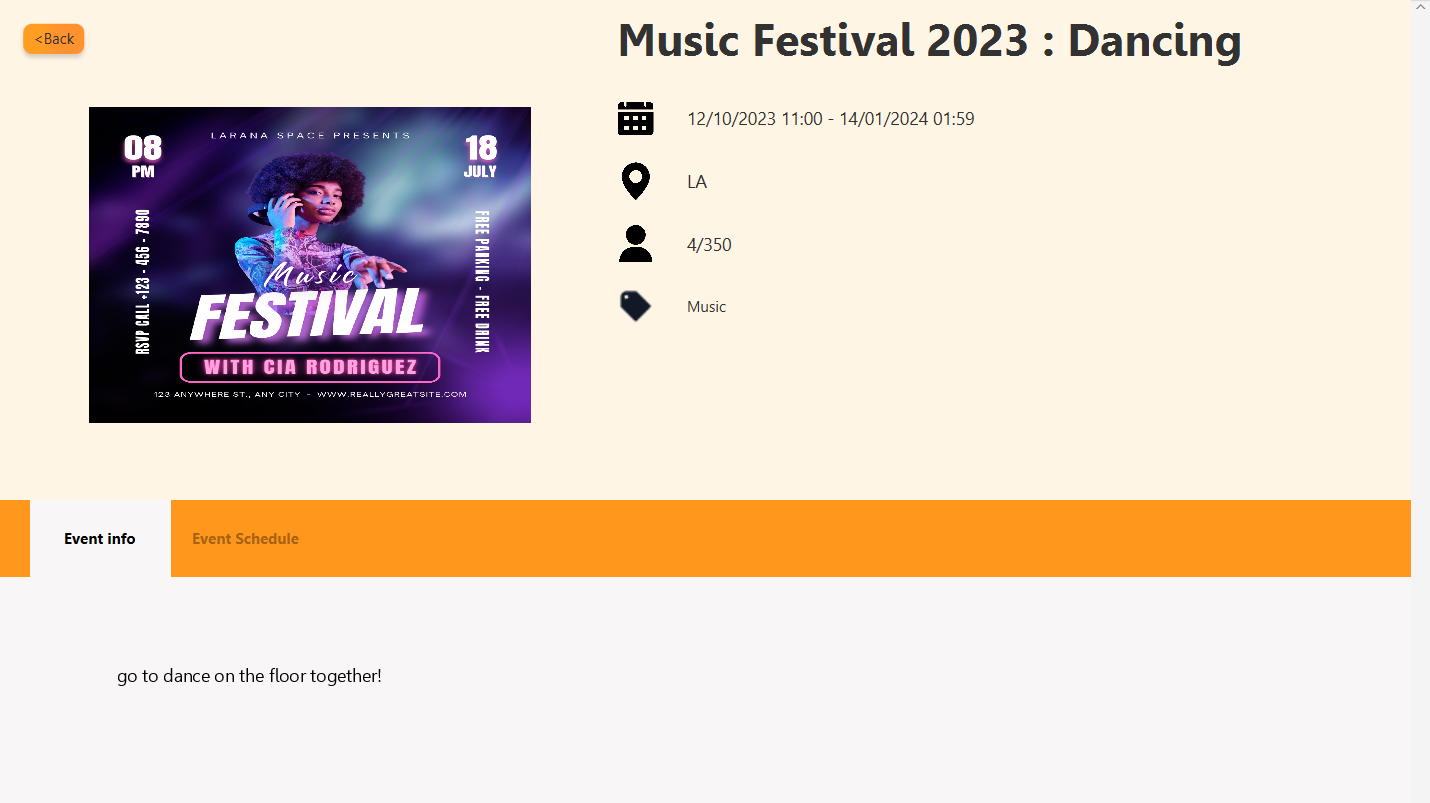 <Back
Music Festival 2023 : Dancing
12/10/2023 11:00 - 14/01/2024 01:59
LA
4/350
Music
LARANA SPACE PRESENTS
08
PM
18
JULY
RSVP CALL +123 - 456 - 7890
FREE PARKING - FREE DRINK
Music
FESTIVAL
WITH CIA RODRIGUEZ
123 ANYWHERE ST., ANY CITY - WWW.REALLYGREATSITE.COM
Event info
Event Schedule
go to dance on the floor together!